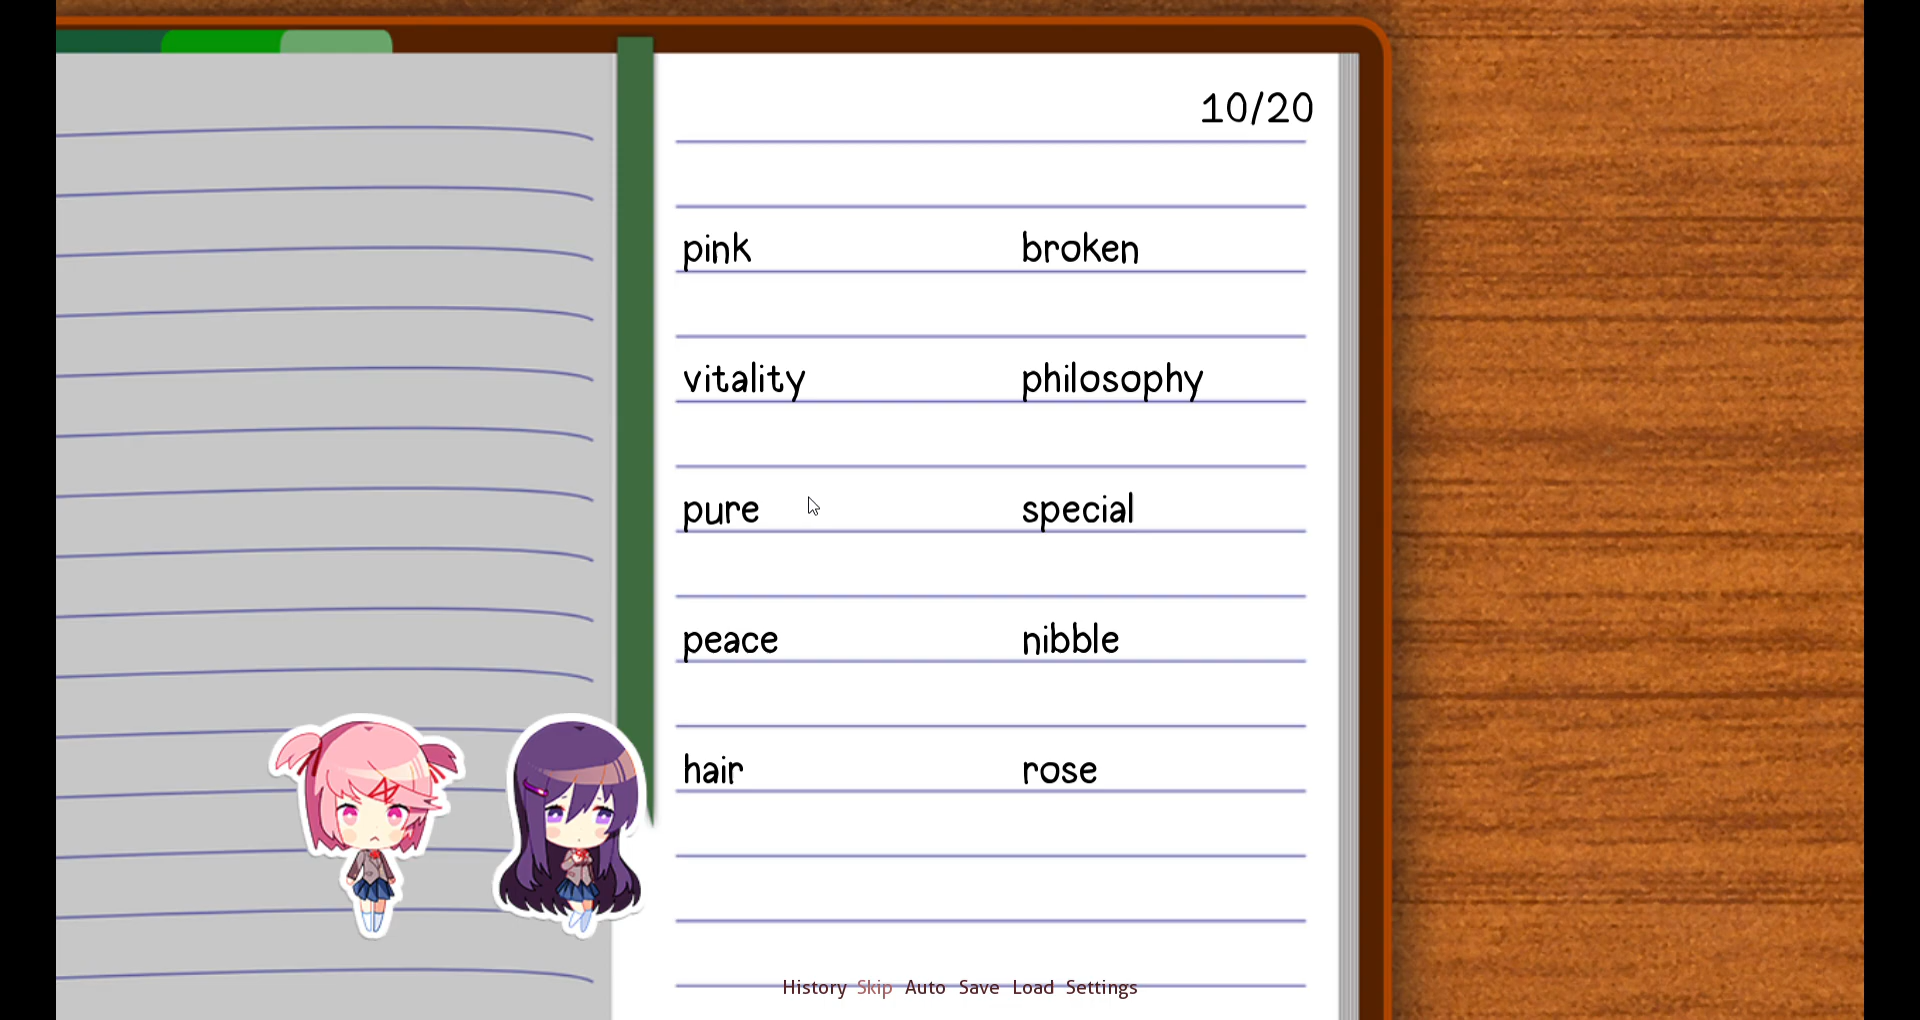 10/20
pink broken
vitality philosophy
pure special
peace nibble
hair rose
History Skip Auto Save Load Settings